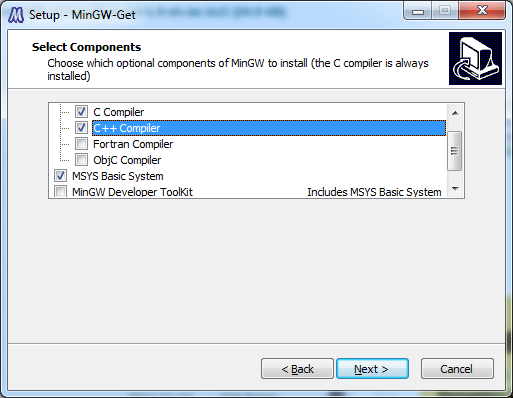 Setup - MinGW-Get
Select Components
Choose which optional components of MinGW to install (the C compiler is always
installed)
C Compiler
C++ Compiler
Fortran Compiler
ObjC Compiler
MSYS Basic System
MinGW Developer ToolKit Includes MSYS Basic System
< Back Next > Cancel